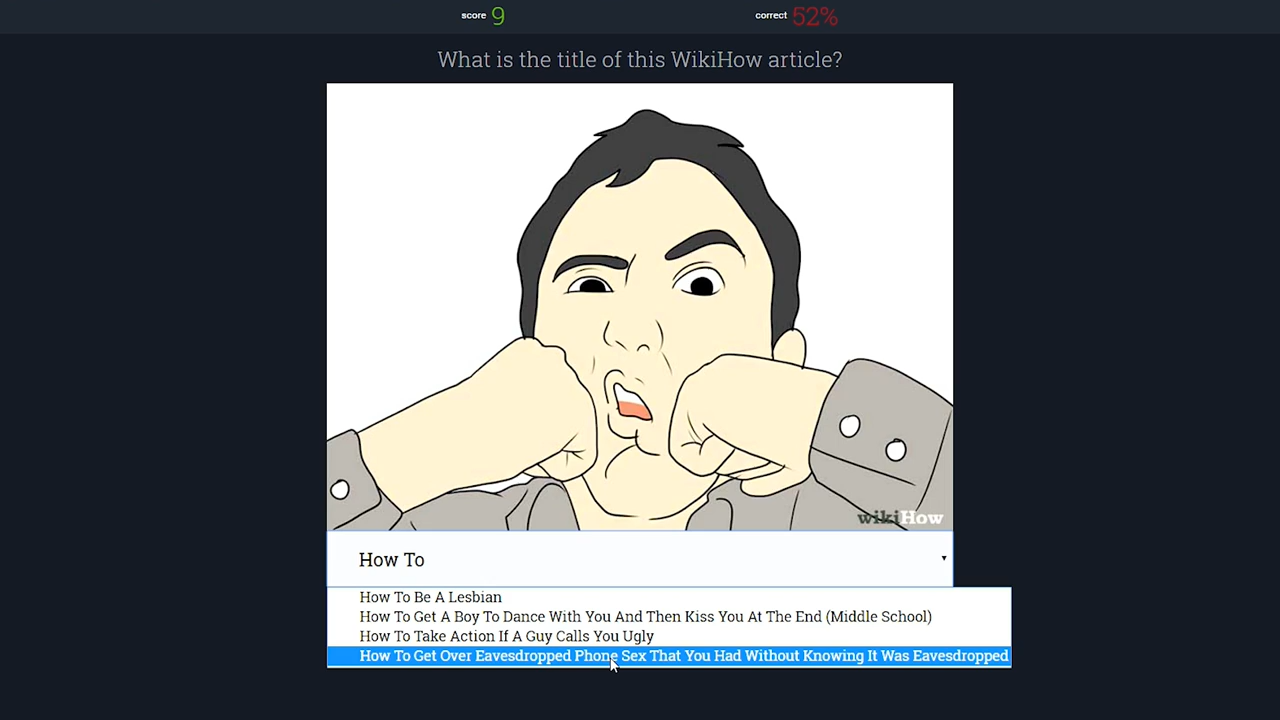 score 9
correct 52%
What is the title of this WikiHow article?
wikiHow
How To
How To Be A Lesbian
How To Get A Boy To Dance With You And Then Kiss You At The End (Middle School)
How To Take Action If A Guy Calls You Ugly
How To Get Over Eavesdropped Phone Sex That You Had Without Knowing It Was Eavesdropped